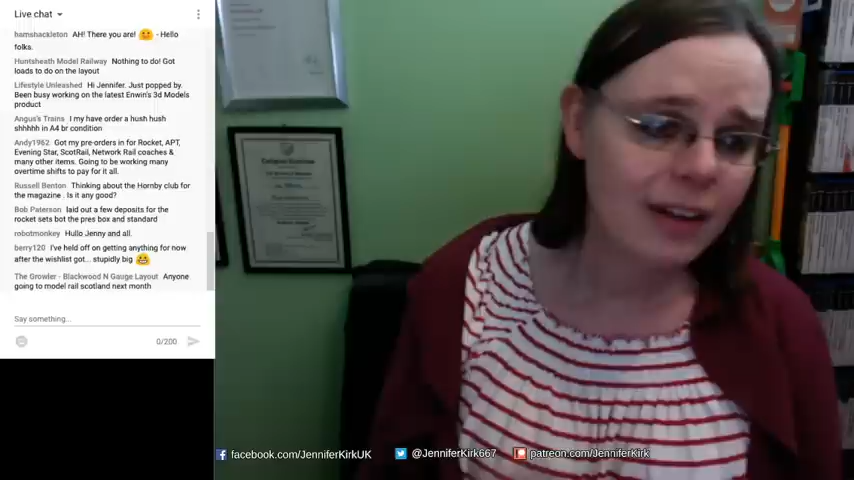 Live chat
hamshackleton AH! There you are! - Hello
folks.
Huntsheath Model Railway Nothing to do! Got
loads to do on the layout
Lifestyle Unleashed Hi Jennifer. Just popped by.
Been busy working on the latest Enwin's 3d Models
product
Angus's Trains I my have order a hush hush
shhhhh in A4 br condition
Andy1962 Got my pre-orders in for Rocket, APT,
Evening Star, ScotRail, Network Rail coaches &
many other items. Going to be working many
overtime shifts to pay for it all.
Russell Benton Thinking about the Hornby club for
the magazine . Is it any good?
Bob Paterson laid out a few deposits for the
rocket sets bot the pres box and standard
robotmonkey Hullo Jenny and all.
berry120 I've held off on getting anything for now
after the wishlist got... stupidly big
The Growler - Blackwood N Gauge Layout Anyone
going to model rail scotland next month
Say something...
0/200
facebook.com/JenniferKirkUK @JenniferKirk667 patreon.com/JenniferKirk